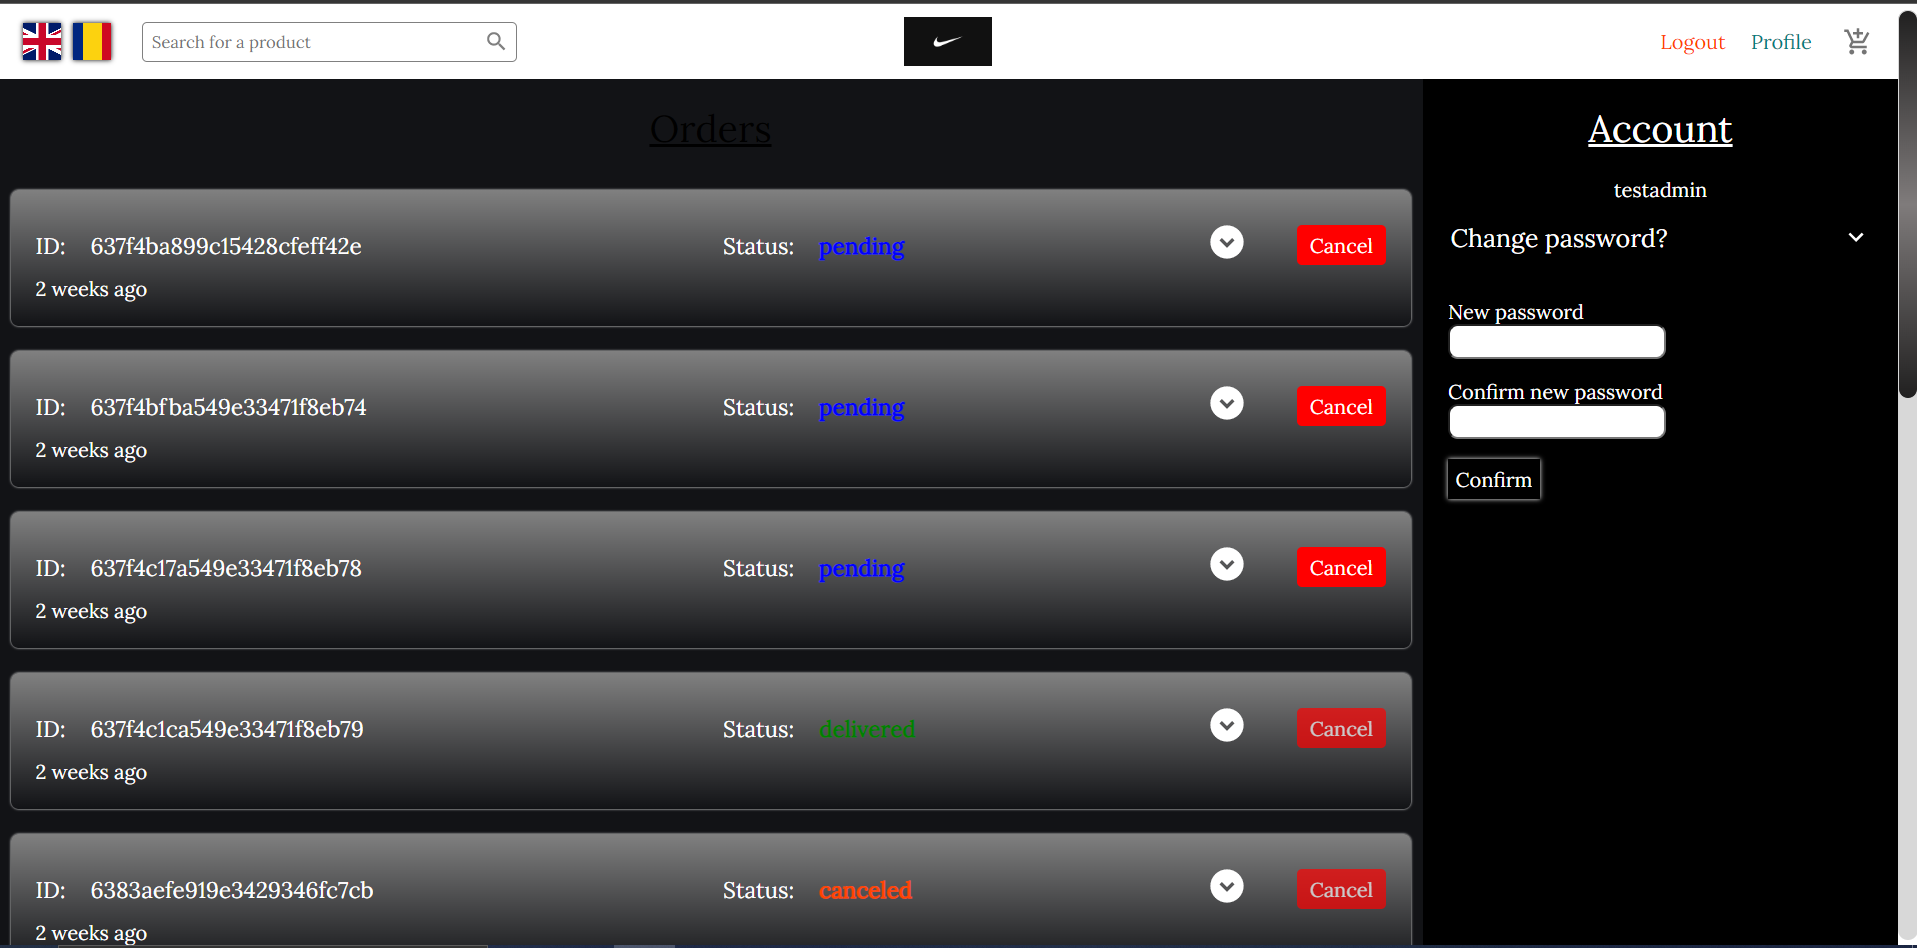 Search for a product
Logout Profile
Orders
ID: 637f4ba899c15428cfeff42e Status: pending Cancel
2 weeks ago
ID: 637f4bfba549e33471f8eb74 Status: pending Cancel
2 weeks ago
ID: 637f4c17a549e33471f8eb78 Status: pending Cancel
2 weeks ago
ID: 637f4c1ca549e33471f8eb79 Status: delivered Cancel
2 weeks ago
ID: 6383aefe919e3429346fc7cb Status: canceled Cancel
2 weeks ago
Account
testadmin
Change password?
New password
Confirm new password
Confirm